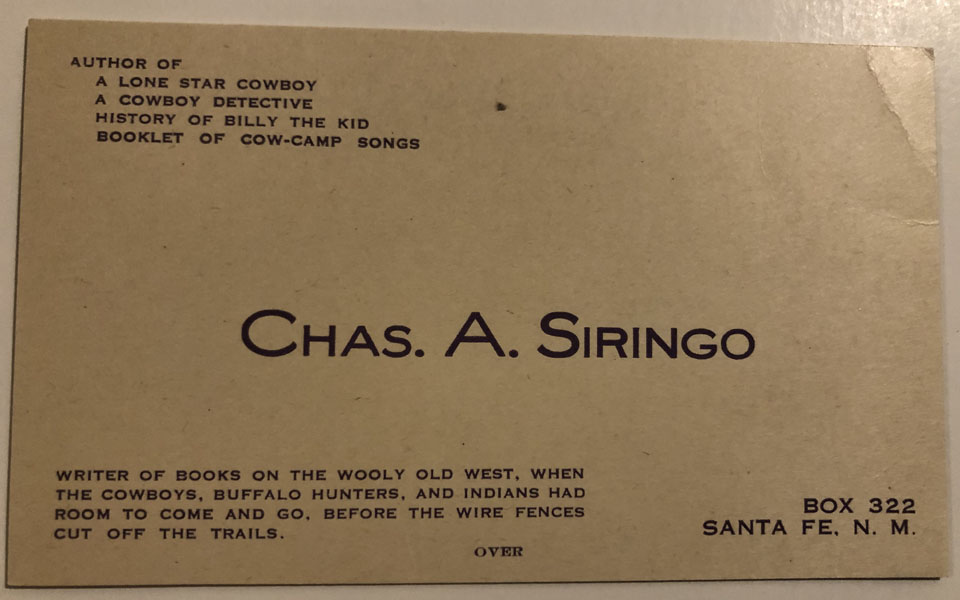 AUTHOR OF
A LONE STAR COWBOY
A COWBOY DETECTIVE
HISTORY OF BILLY THE KID
BOOKLET OF COW-CAMP SONGS
CHAS. A. SIRINGO
WRITER OF BOOKS ON THE WOOLY OLD WEST, WHEN
THE COWBOYS, BUFFALO HUNTERS, AND INDIANS HAD
ROOM TO COME AND GO, BEFORE THE WIRE FENCES
CUT OFF THE TRAILS.
OVER
BOX 322
SANTA FE, N. M.